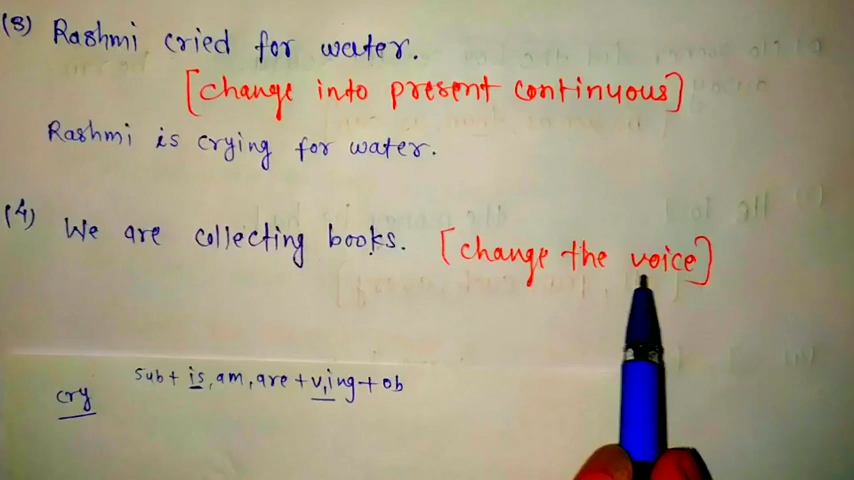 (3) Rashmi cried for water.
[change into present continuous]
Rashmi is crying for water.
(4) We are collecting books. [change the voice]
sub + is, am, are + v, ing + ob
cry